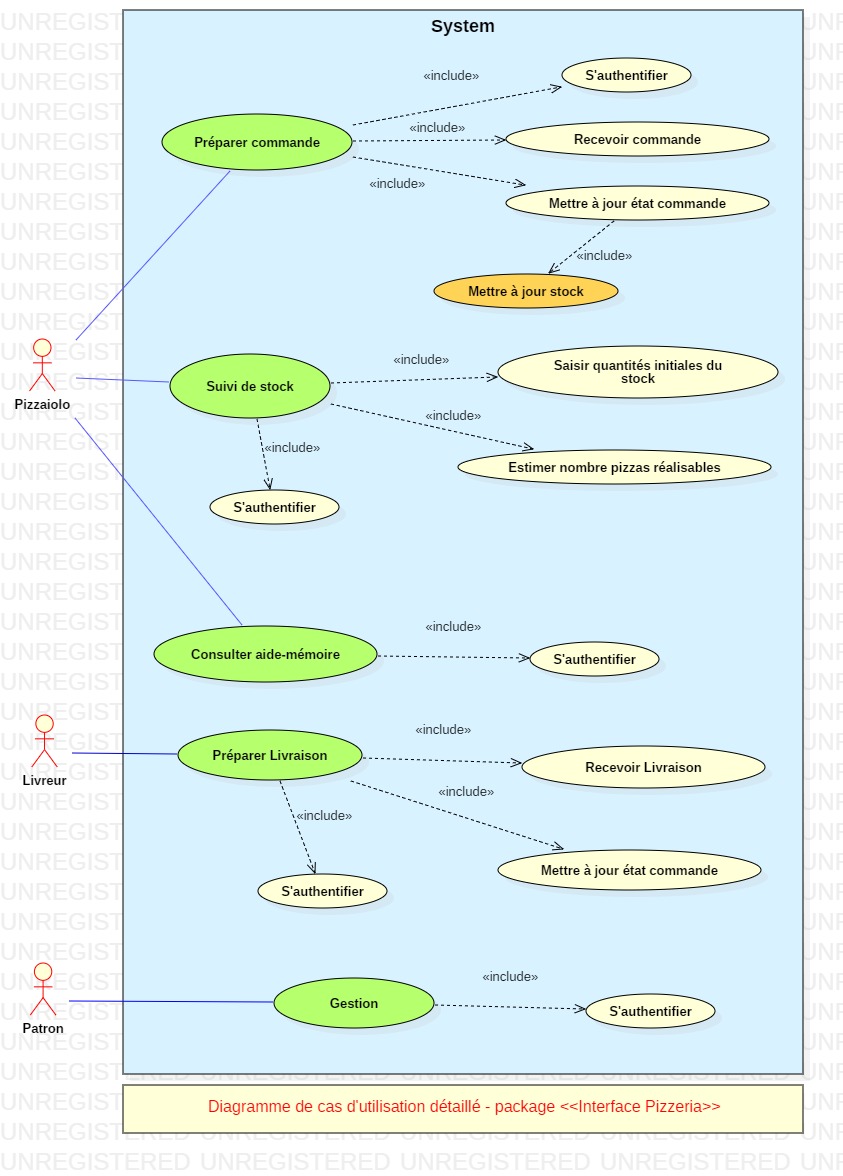 System
«include»
S'authentifier
Préparer commande
«include»
Recevoir commande
«include»
Mettre à jour état commande
«include»
Mettre à jour stock
Pizzaiolo
Suivi de stock
«include»
Saisir quantités initiales du
stock
«include»
Estimer nombre pizzas réalisables
«include»
S'authentifier
Consulter aide-mémoire
«include»
S'authentifier
Livreur
Préparer Livraison
«include»
Recevoir Livraison
«include»
Mettre à jour état commande
«include»
S'authentifier
Patron
Gestion
«include»
S'authentifier
Diagramme de cas d'utilisation détaillé - package <<Interface Pizzeria>>
UNREGISTERED UNREGISTERED UNREGISTERED UNREGISTERED UNR